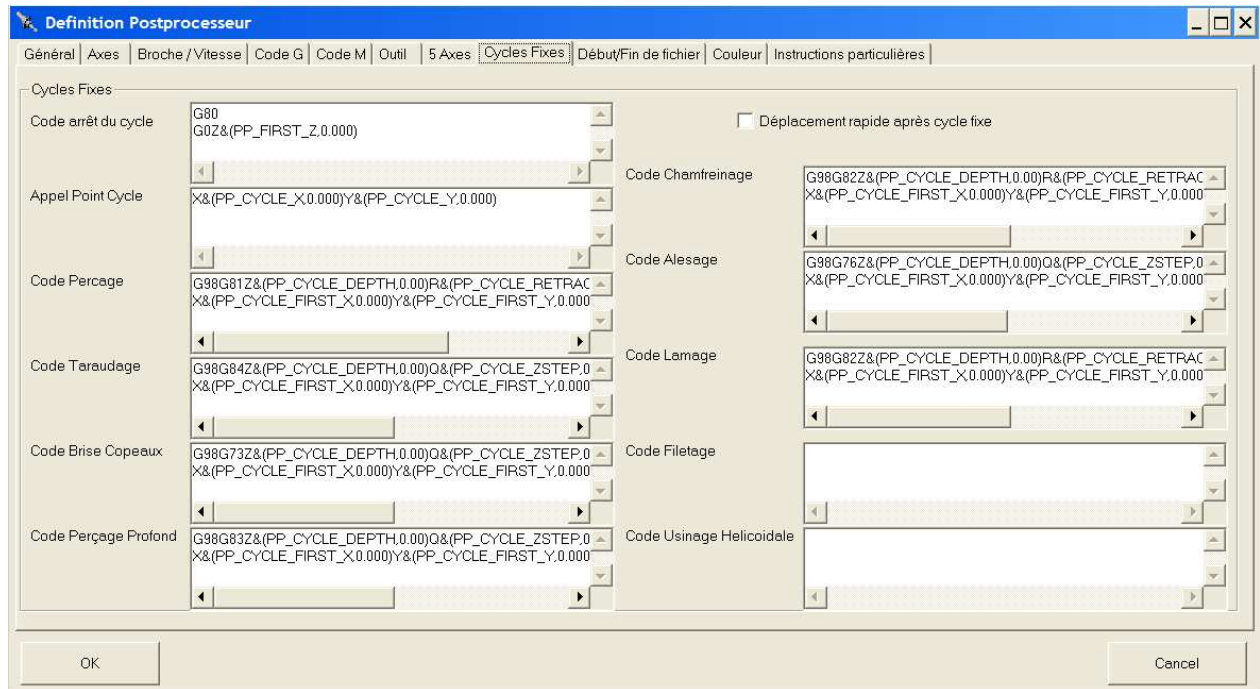 Definition Postprocesseur
Général Axes Broche / Vitesse Code G Code M Outil 5 Axes Cycles Fixes Début/Fin de fichier Couleur Instructions particulières
Cycles Fixes
Code arrêt du cycle
G80
G0Z&(PP_FIRST_Z,0.000)
Appel Point Cycle
X&(PP_CYCLE_X,0.000)Y&(PP_CYCLE_Y,0.000)
Code Percage
G98G81Z&(PP_CYCLE_DEPTH,0.00)R&(PP_CYCLE_RETRAC
X&(PP_CYCLE_FIRST_X,0.000)Y&(PP_CYCLE_FIRST_Y,0.000
Code Taraudage
G98G84Z&(PP_CYCLE_DEPTH,0.00)Q&(PP_CYCLE_ZSTEP,0
X&(PP_CYCLE_FIRST_X,0.000)Y&(PP_CYCLE_FIRST_Y,0.000
Code Brise Copeaux
G98G73Z&(PP_CYCLE_DEPTH,0.00)Q&(PP_CYCLE_ZSTEP,0
X&(PP_CYCLE_FIRST_X,0.000)Y&(PP_CYCLE_FIRST_Y,0.000
Code Perçage Profond
G98G83Z&(PP_CYCLE_DEPTH,0.00)Q&(PP_CYCLE_ZSTEP,0
X&(PP_CYCLE_FIRST_X,0.000)Y&(PP_CYCLE_FIRST_Y,0.000
Déplacement rapide après cycle fixe
Code Chamfreinage
G98G82Z&(PP_CYCLE_DEPTH,0.00)R&(PP_CYCLE_RETRAC
X&(PP_CYCLE_FIRST_X,0.000)Y&(PP_CYCLE_FIRST_Y,0.000
Code Alesage
G98G76Z&(PP_CYCLE_DEPTH,0.00)Q&(PP_CYCLE_ZSTEP,0
X&(PP_CYCLE_FIRST_X,0.000)Y&(PP_CYCLE_FIRST_Y,0.000
Code Lamage
G98G82Z&(PP_CYCLE_DEPTH,0.00)R&(PP_CYCLE_RETRAC
X&(PP_CYCLE_FIRST_X,0.000)Y&(PP_CYCLE_FIRST_Y,0.000
Code Filetage
Code Usinage Helicoidale
OK
Cancel